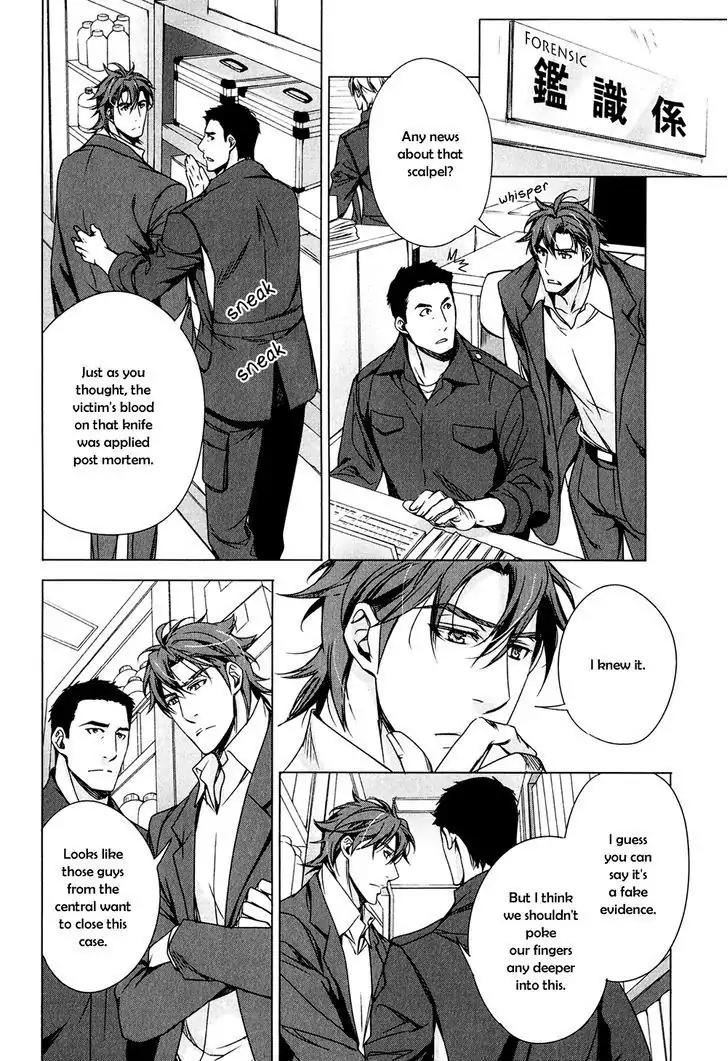 FORENSIC
鑑識係
Any news
about that
scalpel?
whisper
sneak
sneak
Just as you
thought, the
victim's blood
on that knife
was applied
post mortem.
I knew it.
I guess
you can
say it's
a fake
evidence.
But I think
we shouldn't
poke
our fingers
any deeper
into this.
Looks like
those guys
from the
central want
to close this
case.